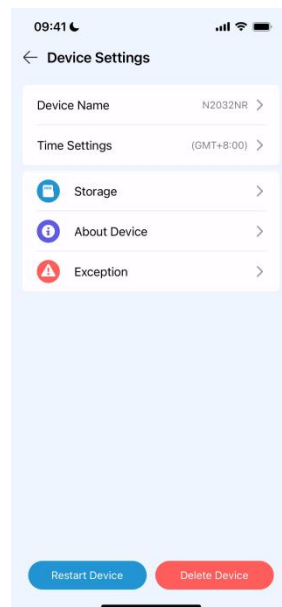 09:41
Device Settings
Device Name N2032NR
Time Settings (GMT+8:00)
Storage
About Device
Exception
Restart Device Delete Device